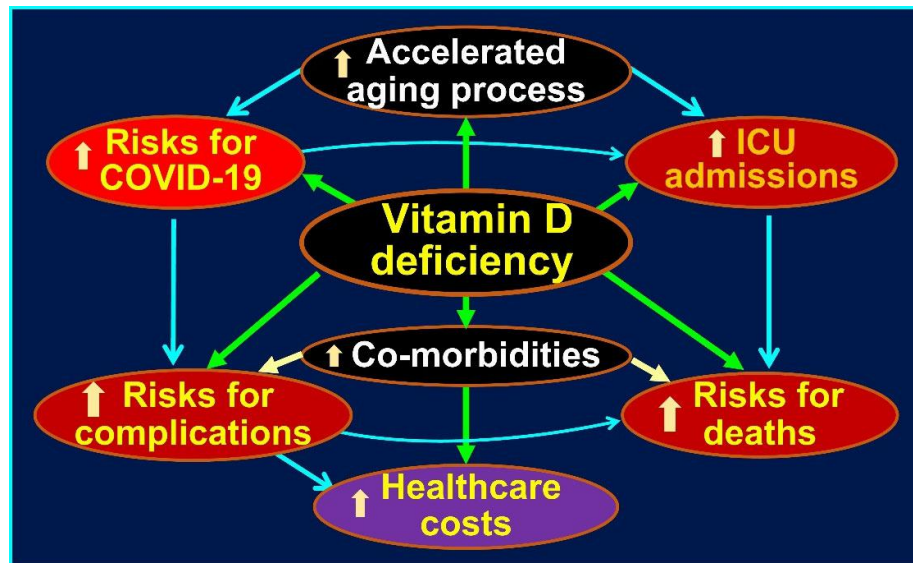 Accelerated
aging process
Risks for
COVID-19
ICU
admissions
Vitamin D
deficiency
Co-morbidities
Risks for
complications
Risks for
deaths
Healthcare
costs